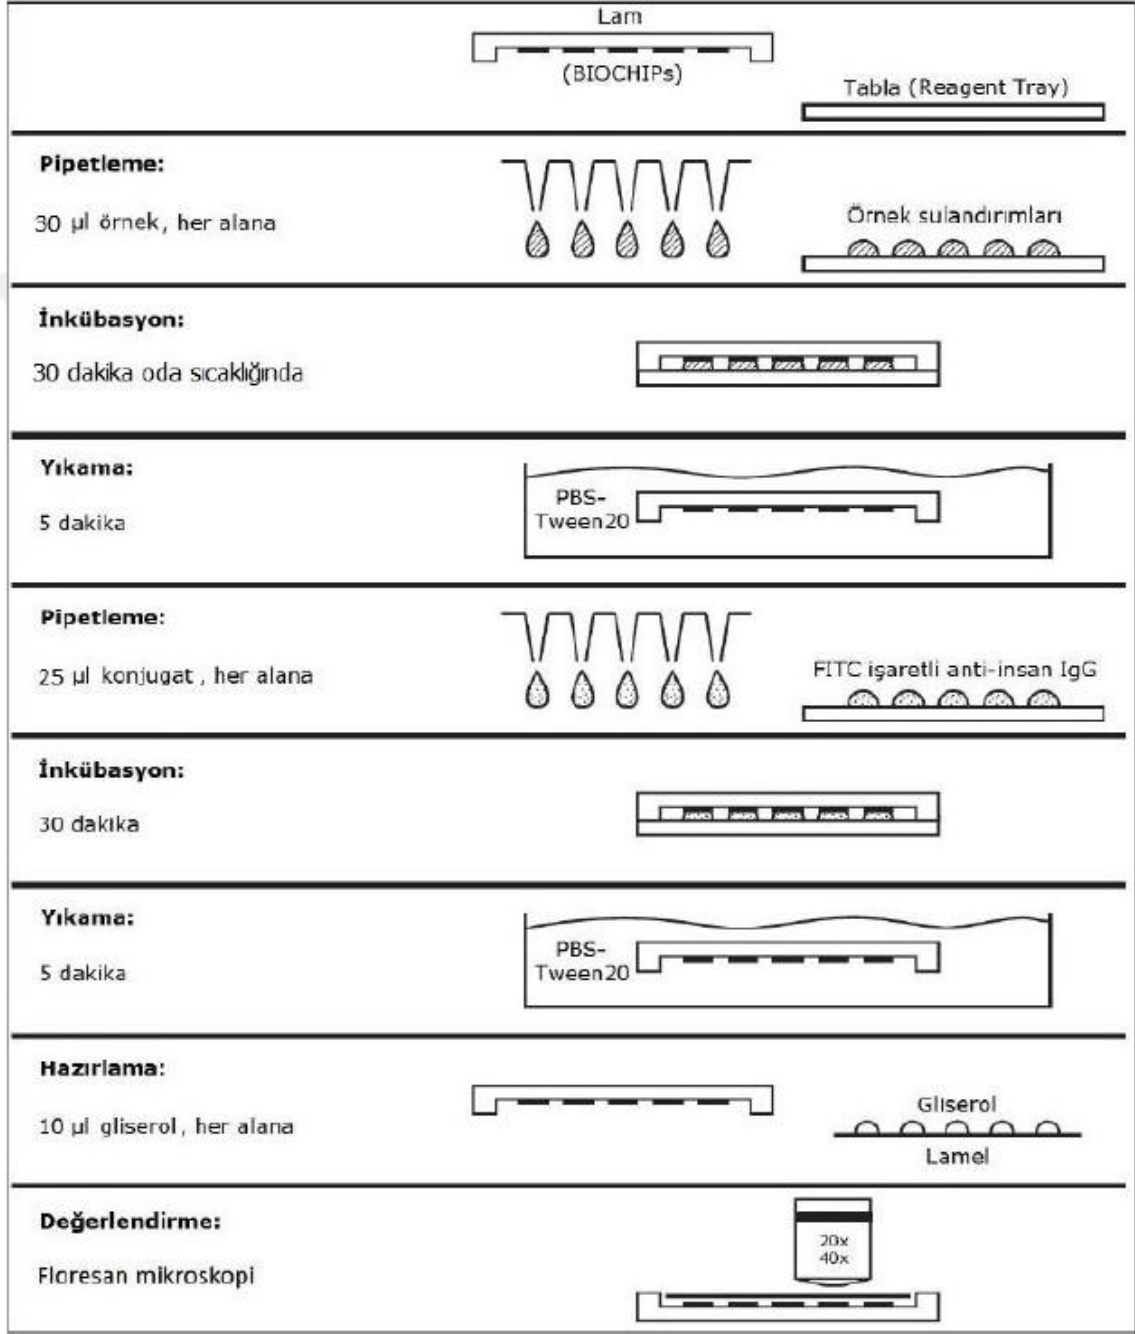 Lam
(BIOCHIPs)
Tabla (Reagent Tray)
Pipetleme:
30 µl örnek, her alana
Örnek sulandırımları
İnkübasyon:
30 dakika oda sıcaklığında
Yıkama:
5 dakika
PBS-
Tween20
Pipetleme:
25 µl konjugat , her alana
FITC işaretli anti-insan IgG
İnkübasyon:
30 dakika
Yıkama:
5 dakika
PBS-
Tween20
Hazırlama:
10 µl gliserol, her alana
Gliserol
Lamel
Değerlendirme:
Floresan mikroskopi
20x
40x